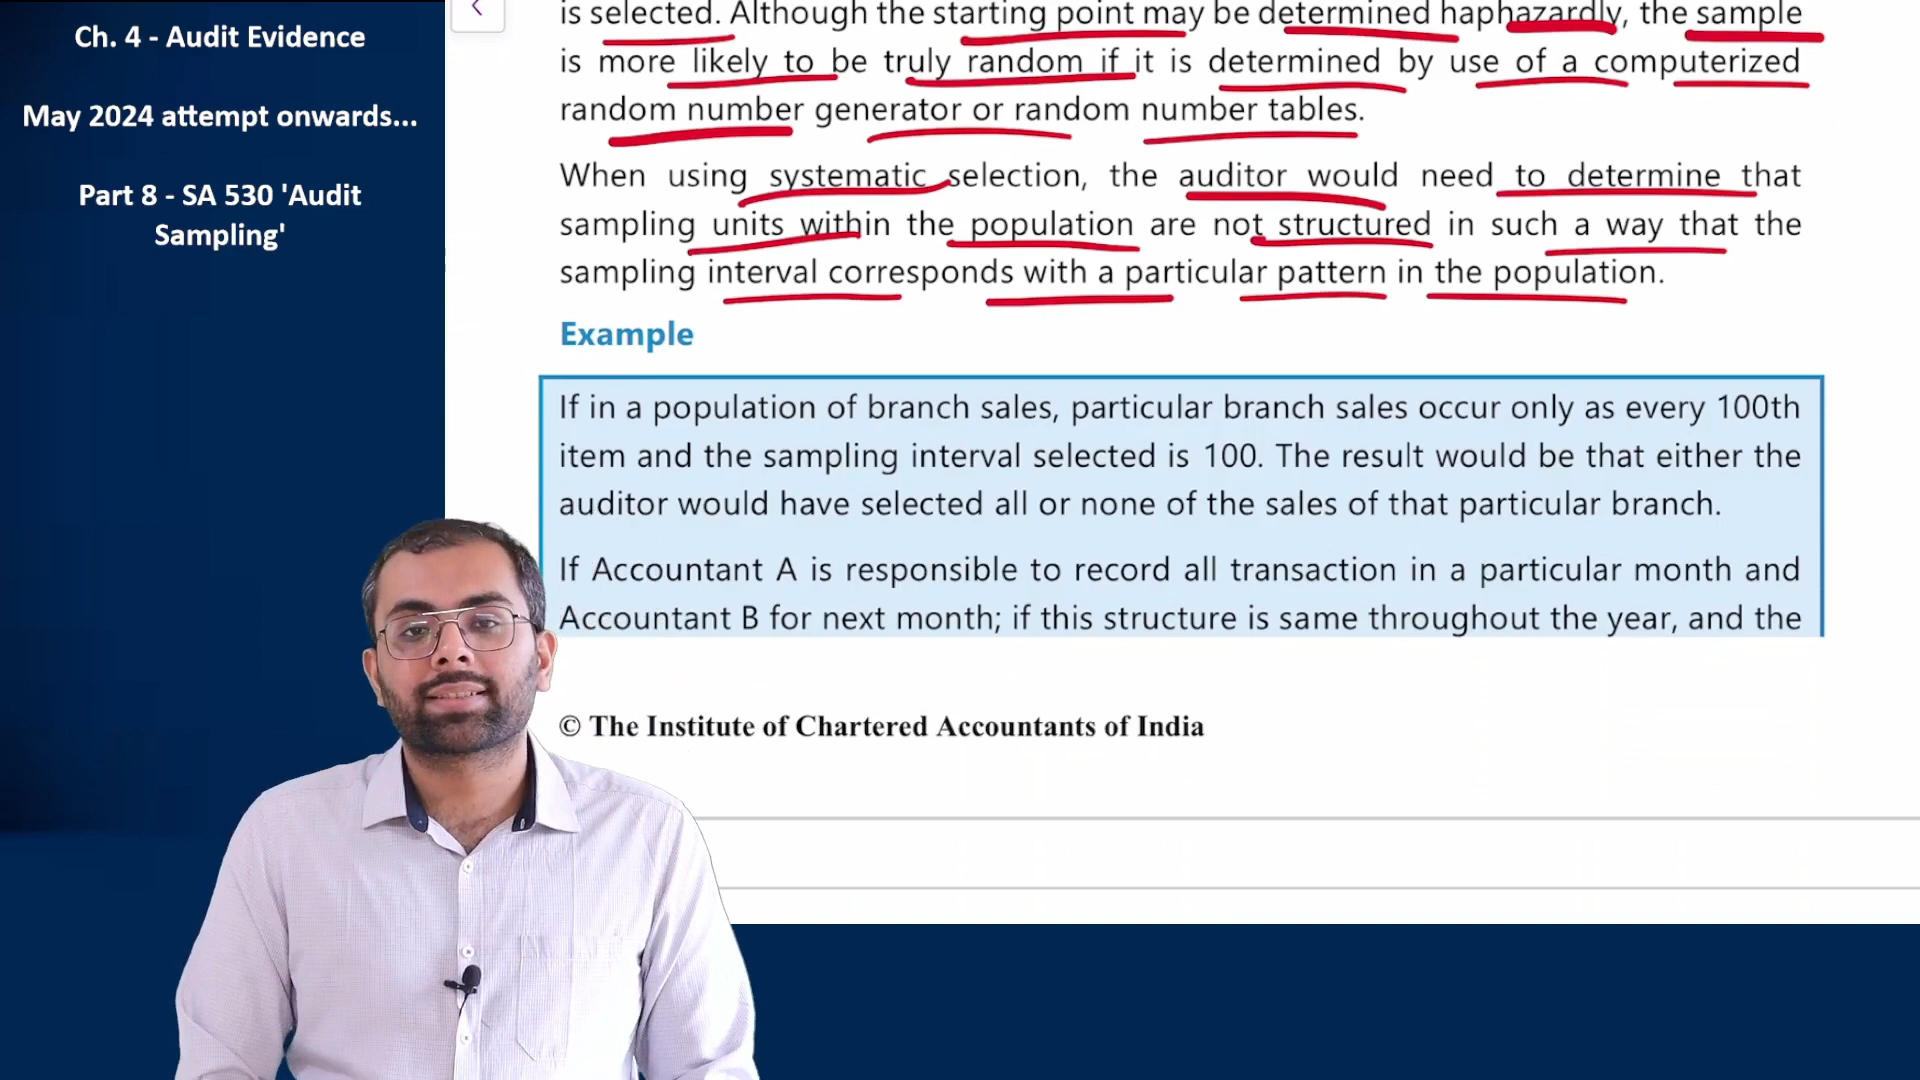 Ch. 4 - Audit Evidence
May 2024 attempt onwards...
Part 8 - SA 530 'Audit
Sampling'
is selected. Although the starting point may be determined haphazardly, the sample
is more likely to be truly random if it is determined by use of a computerized
random number generator or random number tables.
When using systematic selection, the auditor would need to determine that
sampling units within the population are not structured in such a way that the
sampling interval corresponds with a particular pattern in the population.
Example
If in a population of branch sales, particular branch sales occur only as every 100th
item and the sampling interval selected is 100. The result would be that either the
auditor would have selected all or none of the sales of that particular branch.
If Accountant A is responsible to record all transaction in a particular month and
Accountant B for next month; if this structure is same throughout the year, and the
© The Institute of Chartered Accountants of India